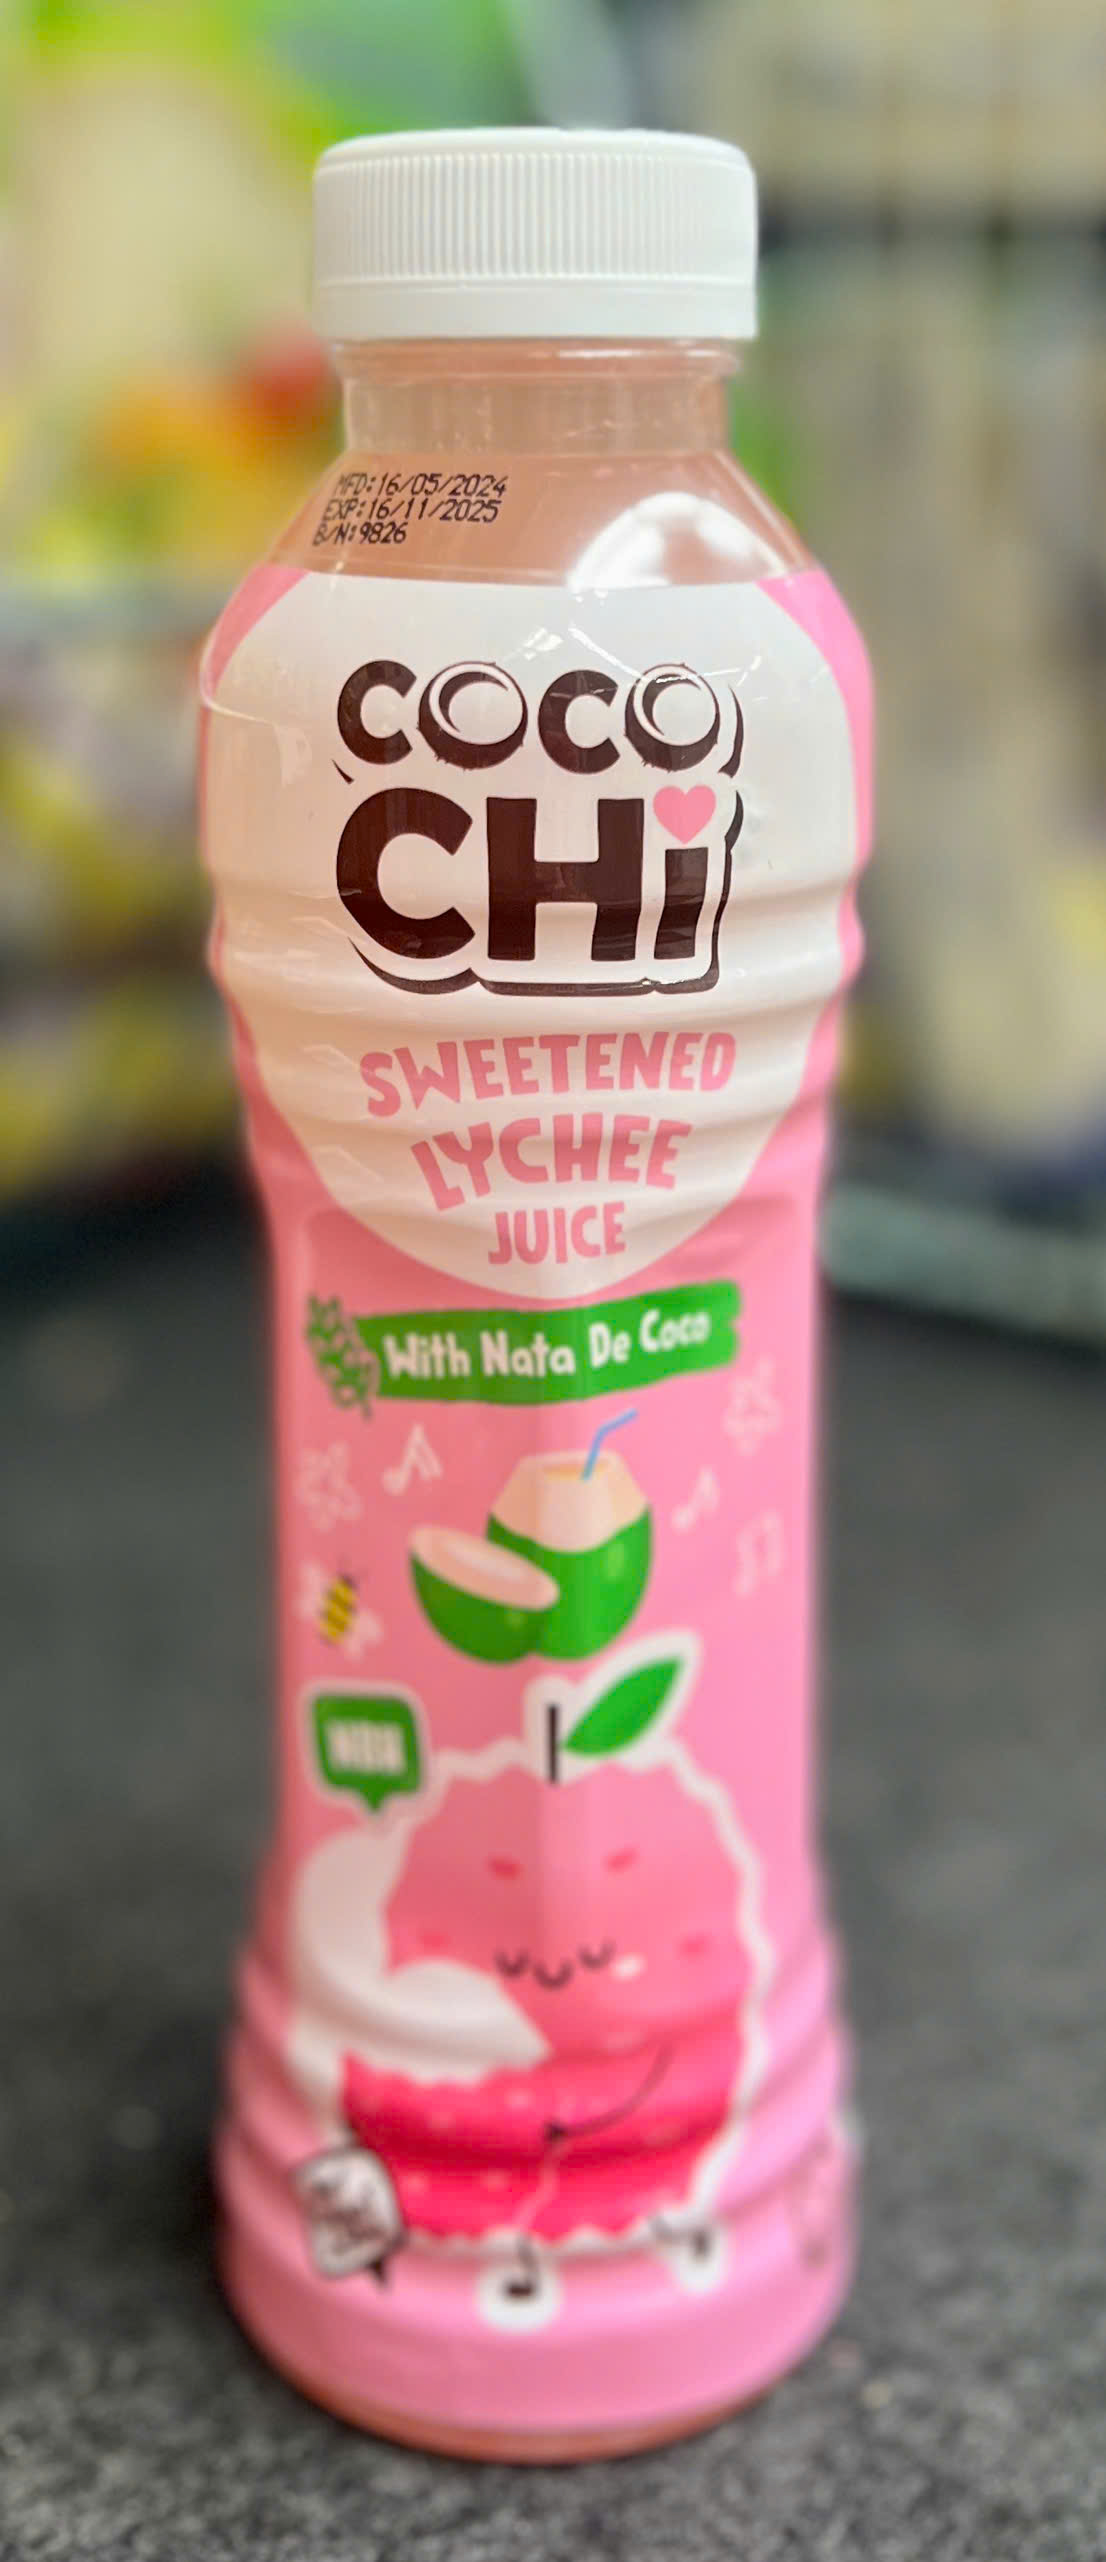 MFD:16/05/2024
EXP:16/11/2025
B/N:9826
COCO
CHi
SWEETENED
LYCHEE
JUICE
With Nata De Coco